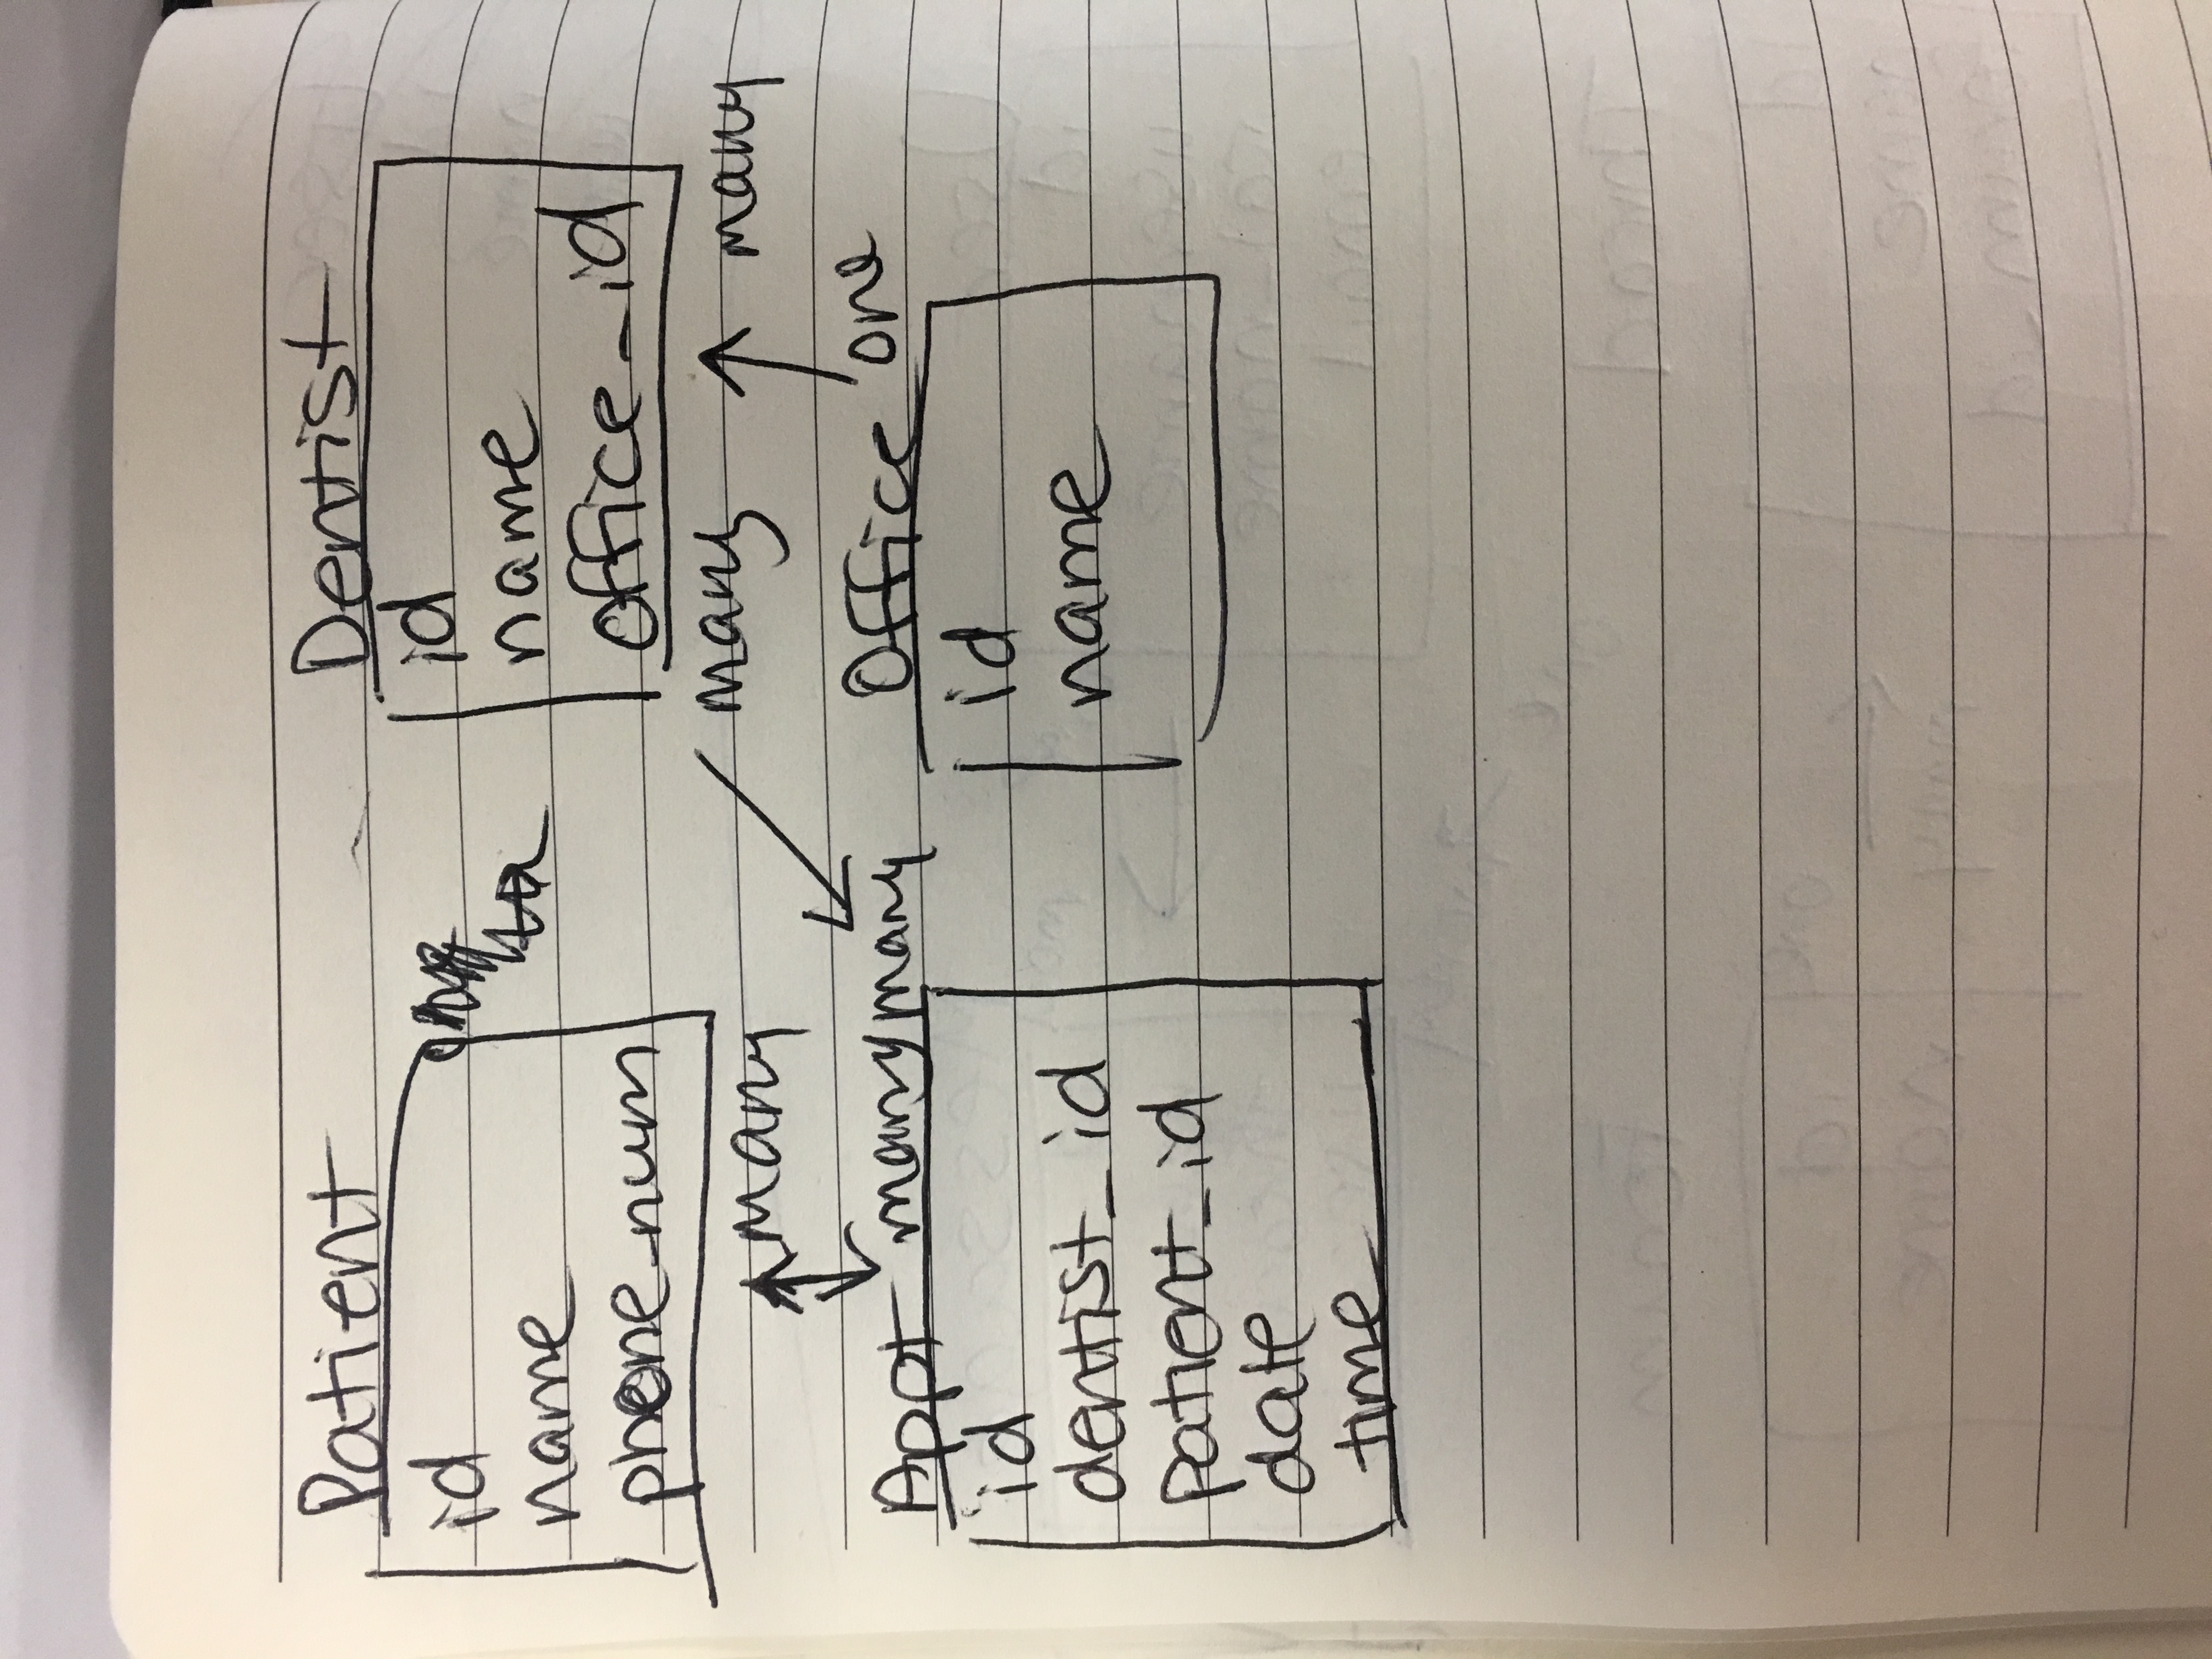 Patient
id
name
phone_num
Dentist
id
name
office_id
many
many
many
Appt many many
id
dentist_id
patient_id
date
time
Office one
id
name